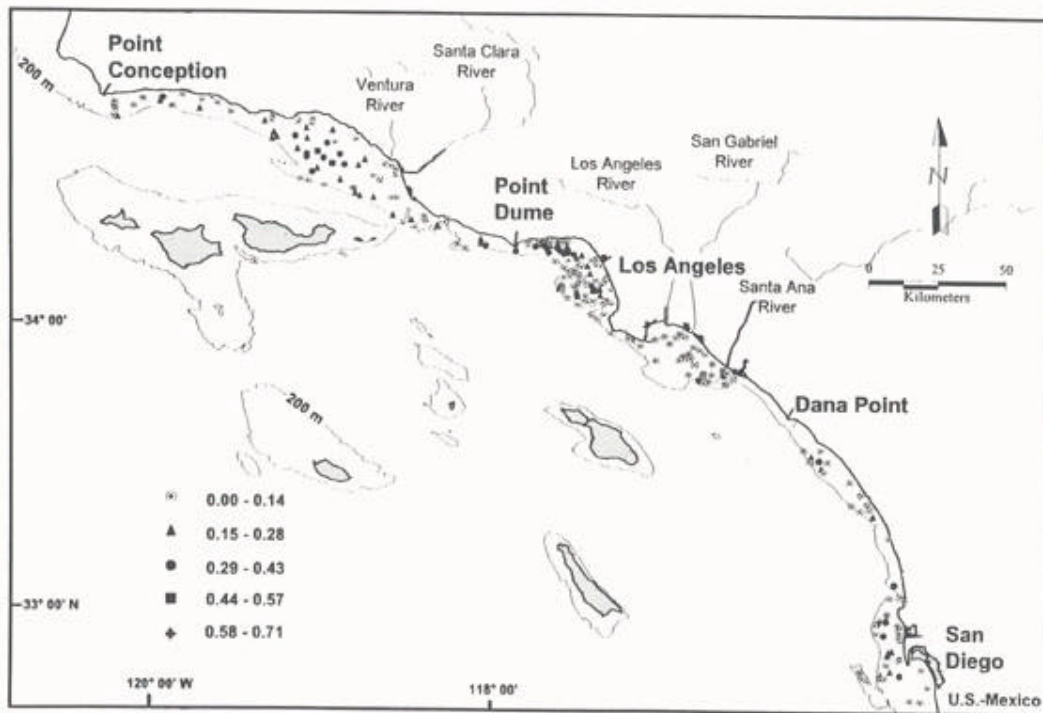 Point
Conception
Santa Clara
River
Ventura
River
200 m
San Gabriel
River
Los Angeles
River
Point
Dume
N
Los Angeles
0 25 50
Kilometers
Santa Ana
River
34° 00'
200 m
Dana Point
0.00 - 0.14
0.15 - 0.28
0.29 - 0.43
0.44 - 0.57
0.58 - 0.71
33° 00' N
San
Diego
120° 00' W
118° 00'
U.S.-Mexico